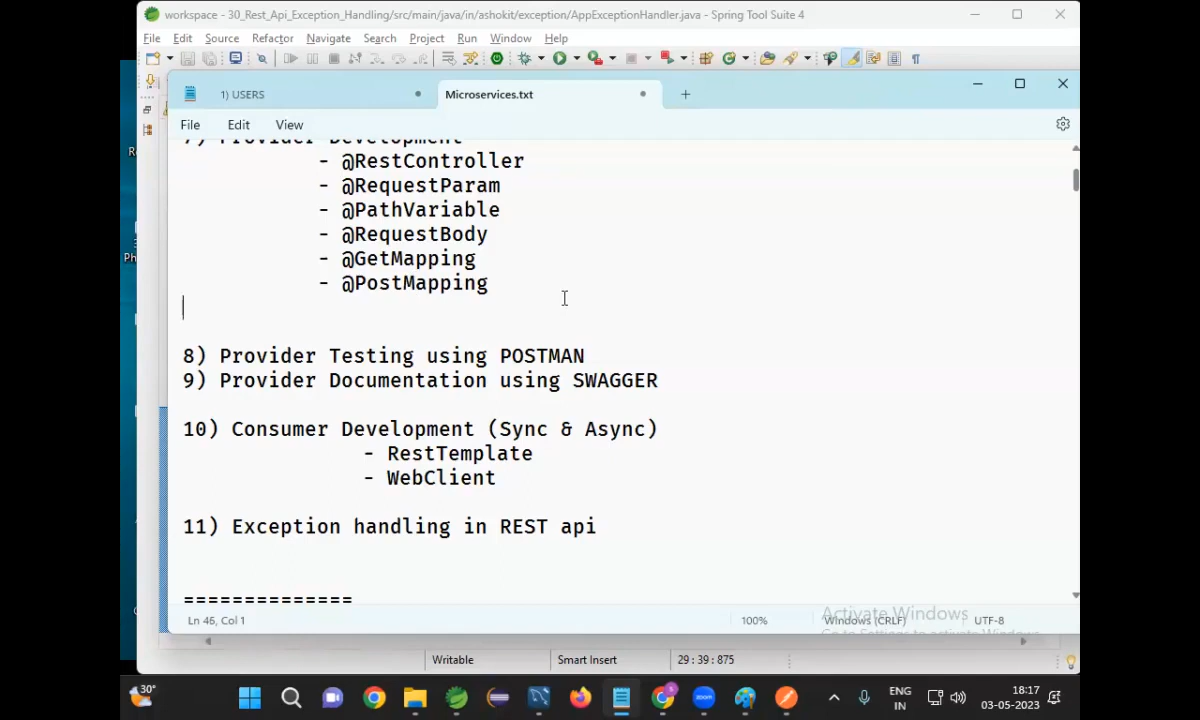 workspace - 30_Rest_Api_Exception_Handling/src/main/java/in/ashokit/exception/AppExceptionHandler.java - Spring Tool Suite 4
File Edit Source Refactor Navigate Search Project Run Window Help
1) USERS
Microservices.txt
File Edit View
7) Provider Development
- @RestController
- @RequestParam
- @PathVariable
- @RequestBody
- @GetMapping
- @PostMapping
8) Provider Testing using POSTMAN
9) Provider Documentation using SWAGGER
10) Consumer Development (Sync & Async)
- RestTemplate
- WebClient
11) Exception handling in REST api
==============
Activate Windows
Ln 46, Col 1 100% Windows (CRLF) UTF-8
Writable Smart Insert 29 : 39 : 875
30°
ENG
IN
18:17
03-05-2023